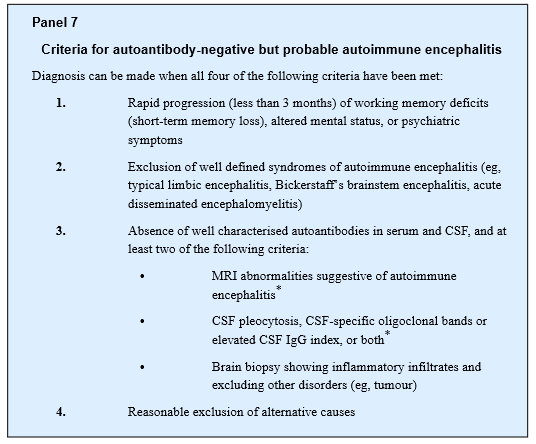 Panel 7
Criteria for autoantibody-negative but probable autoimmune encephalitis
Diagnosis can be made when all four of the following criteria have been met:
1. Rapid progression (less than 3 months) of working memory deficits
(short-term memory loss), altered mental status, or psychiatric
symptoms
2. Exclusion of well defined syndromes of autoimmune encephalitis (eg,
typical limbic encephalitis, Bickerstaff's brainstem encephalitis, acute
disseminated encephalomyelitis)
3. Absence of well characterised autoantibodies in serum and CSF, and at
least two of the following criteria:
• MRI abnormalities suggestive of autoimmune
encephalitis*
• CSF pleocytosis, CSF-specific oligoclonal bands or
elevated CSF IgG index, or both*
• Brain biopsy showing inflammatory infiltrates and
excluding other disorders (eg, tumour)
4. Reasonable exclusion of alternative causes